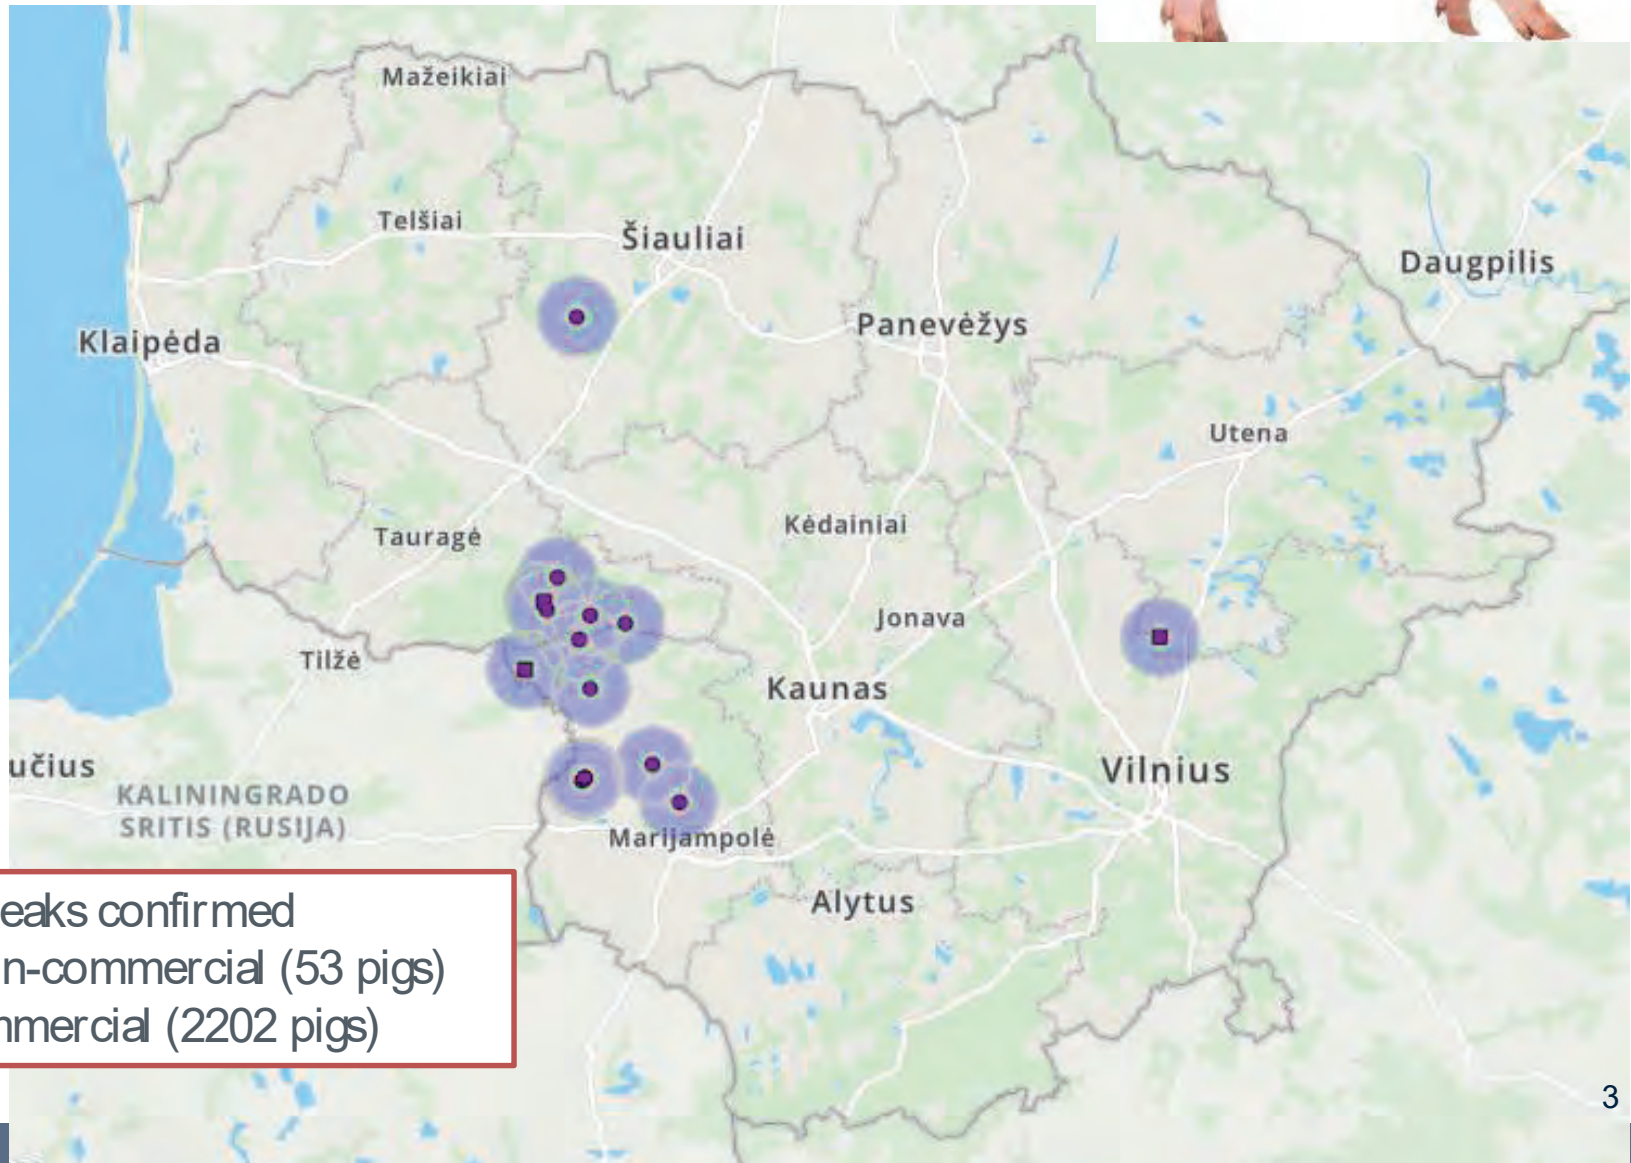 Mažeikiai
Telšiai
Šiauliai
Daugpilis
Klaipėda
Panevėžys
Utena
Tauragė
Kėdainiai
Jonava
Tilžė
Kaunas
Vilnius
učius
KALININGRADO
SRITIS (RUSIJA)
Marijampolė
Alytus
eaks confirmed
n-commercial (53 pigs)
mmercial (2202 pigs)
3